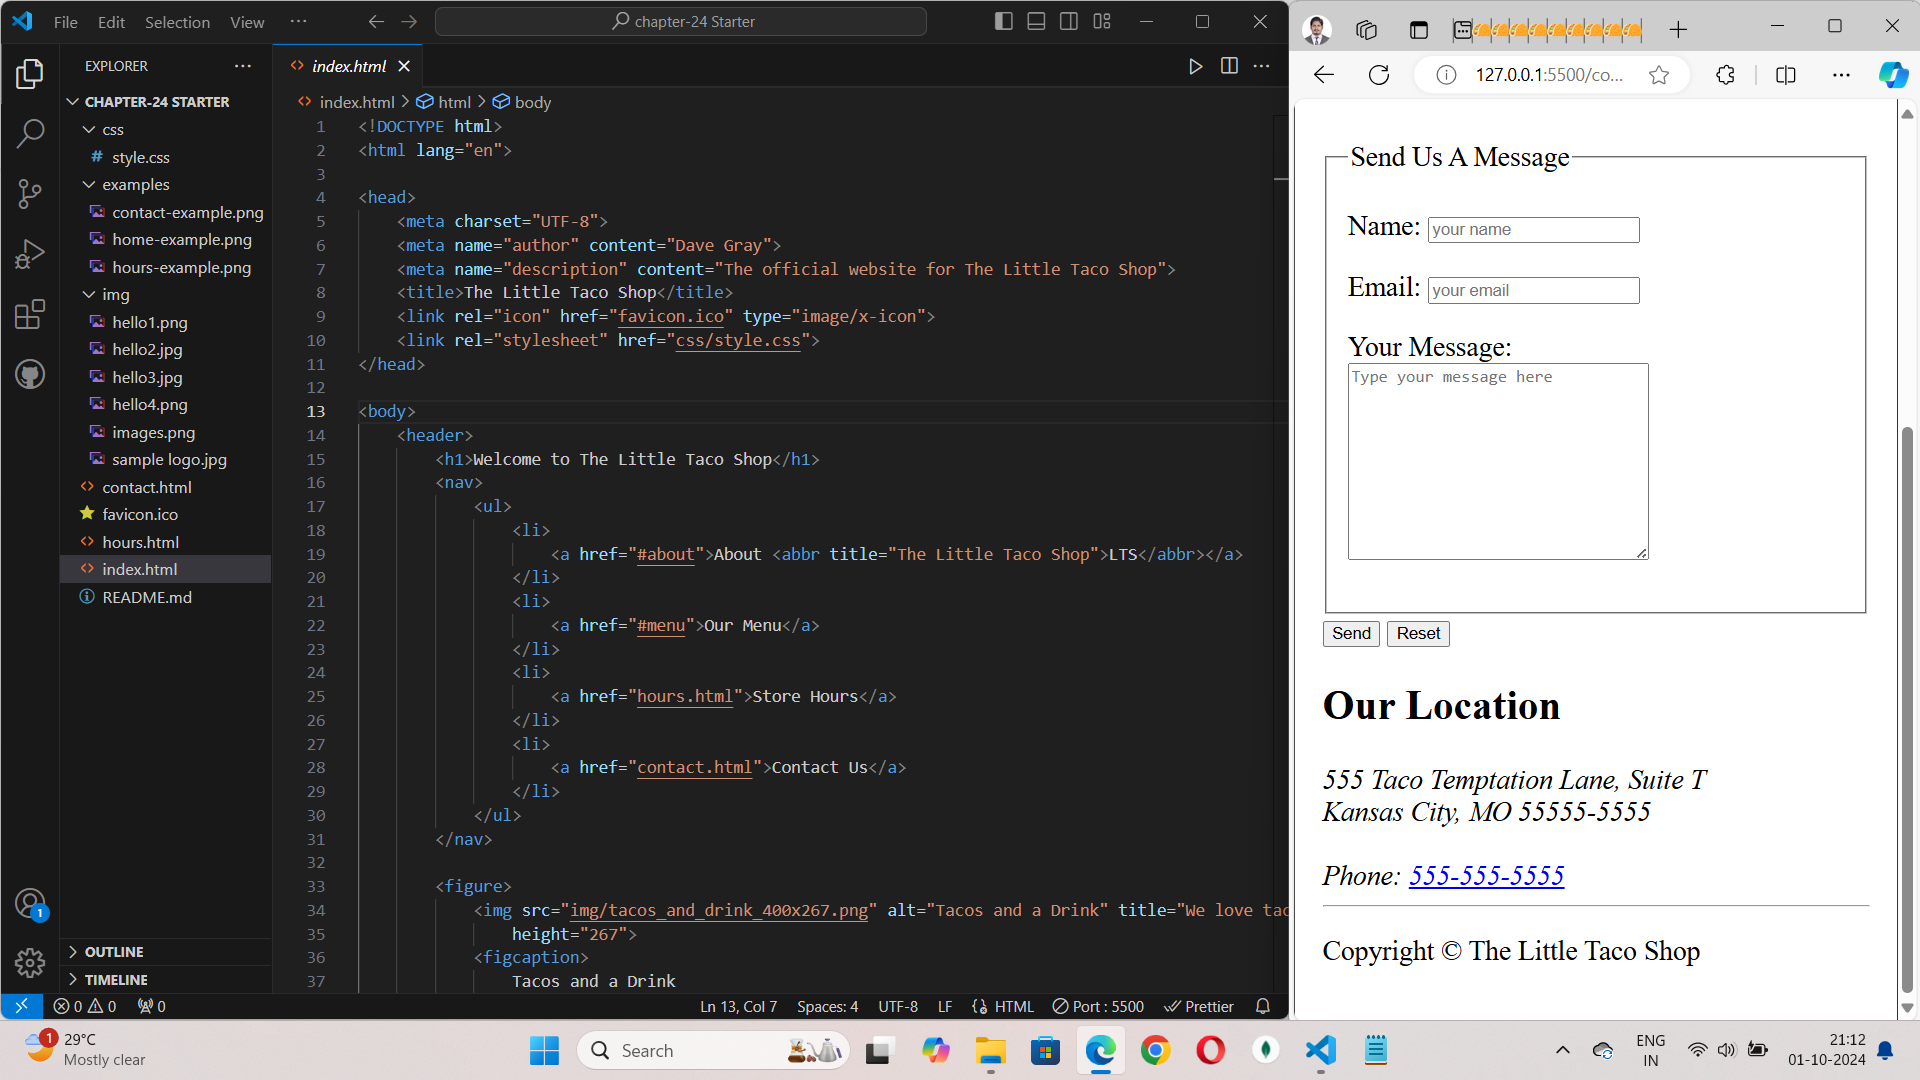 File Edit Selection View ···
chapter-24 Starter
EXPLORER ···
CHAPTER-24 STARTER
css
# style.css
examples
contact-example.png
home-example.png
hours-example.png
img
hello1.png
hello2.jpg
hello3.jpg
hello4.png
images.png
sample logo.jpg
contact.html
favicon.ico
hours.html
index.html
README.md
1
OUTLINE
TIMELINE
<> index.html
<> index.html > html > body
1 <!DOCTYPE html>
2 <html lang="en">
3
4 <head>
5 <meta charset="UTF-8">
6 <meta name="author" content="Dave Gray">
7 <meta name="description" content="The official website for The Little Taco Shop">
8 <title>The Little Taco Shop</title>
9 <link rel="icon" href="favicon.ico" type="image/x-icon">
10 <link rel="stylesheet" href="css/style.css">
11 </head>
12
13 <body>
14 <header>
15 <h1>Welcome to The Little Taco Shop</h1>
16 <nav>
17 <ul>
18 <li>
19 <a href="#about">About <abbr title="The Little Taco Shop">LTS</abbr></a>
20 </li>
21 <li>
22 <a href="#menu">Our Menu</a>
23 </li>
24 <li>
25 <a href="hours.html">Store Hours</a>
26 </li>
27 <li>
28 <a href="contact.html">Contact Us</a>
29 </li>
30 </ul>
31 </nav>
32
33 <figure>
34 <img src="img/tacos_and_drink_400x267.png" alt="Tacos and a Drink" title="We love tac
35 height="267">
36 <figcaption>
37 Tacos and a Drink
0 0 0
Ln 13, Col 7 Spaces: 4 UTF-8 LF HTML Port : 5500 Prettier
127.0.0.1:5500/co...
Send Us A Message
Name: your name
Email: your email
Your Message:
Type your message here
Send Reset
Our Location
555 Taco Temptation Lane, Suite T
Kansas City, MO 55555-5555
Phone: 555-555-5555
Copyright © The Little Taco Shop
1
29°C
Mostly clear
Search
ENG
IN
21:12
01-10-2024